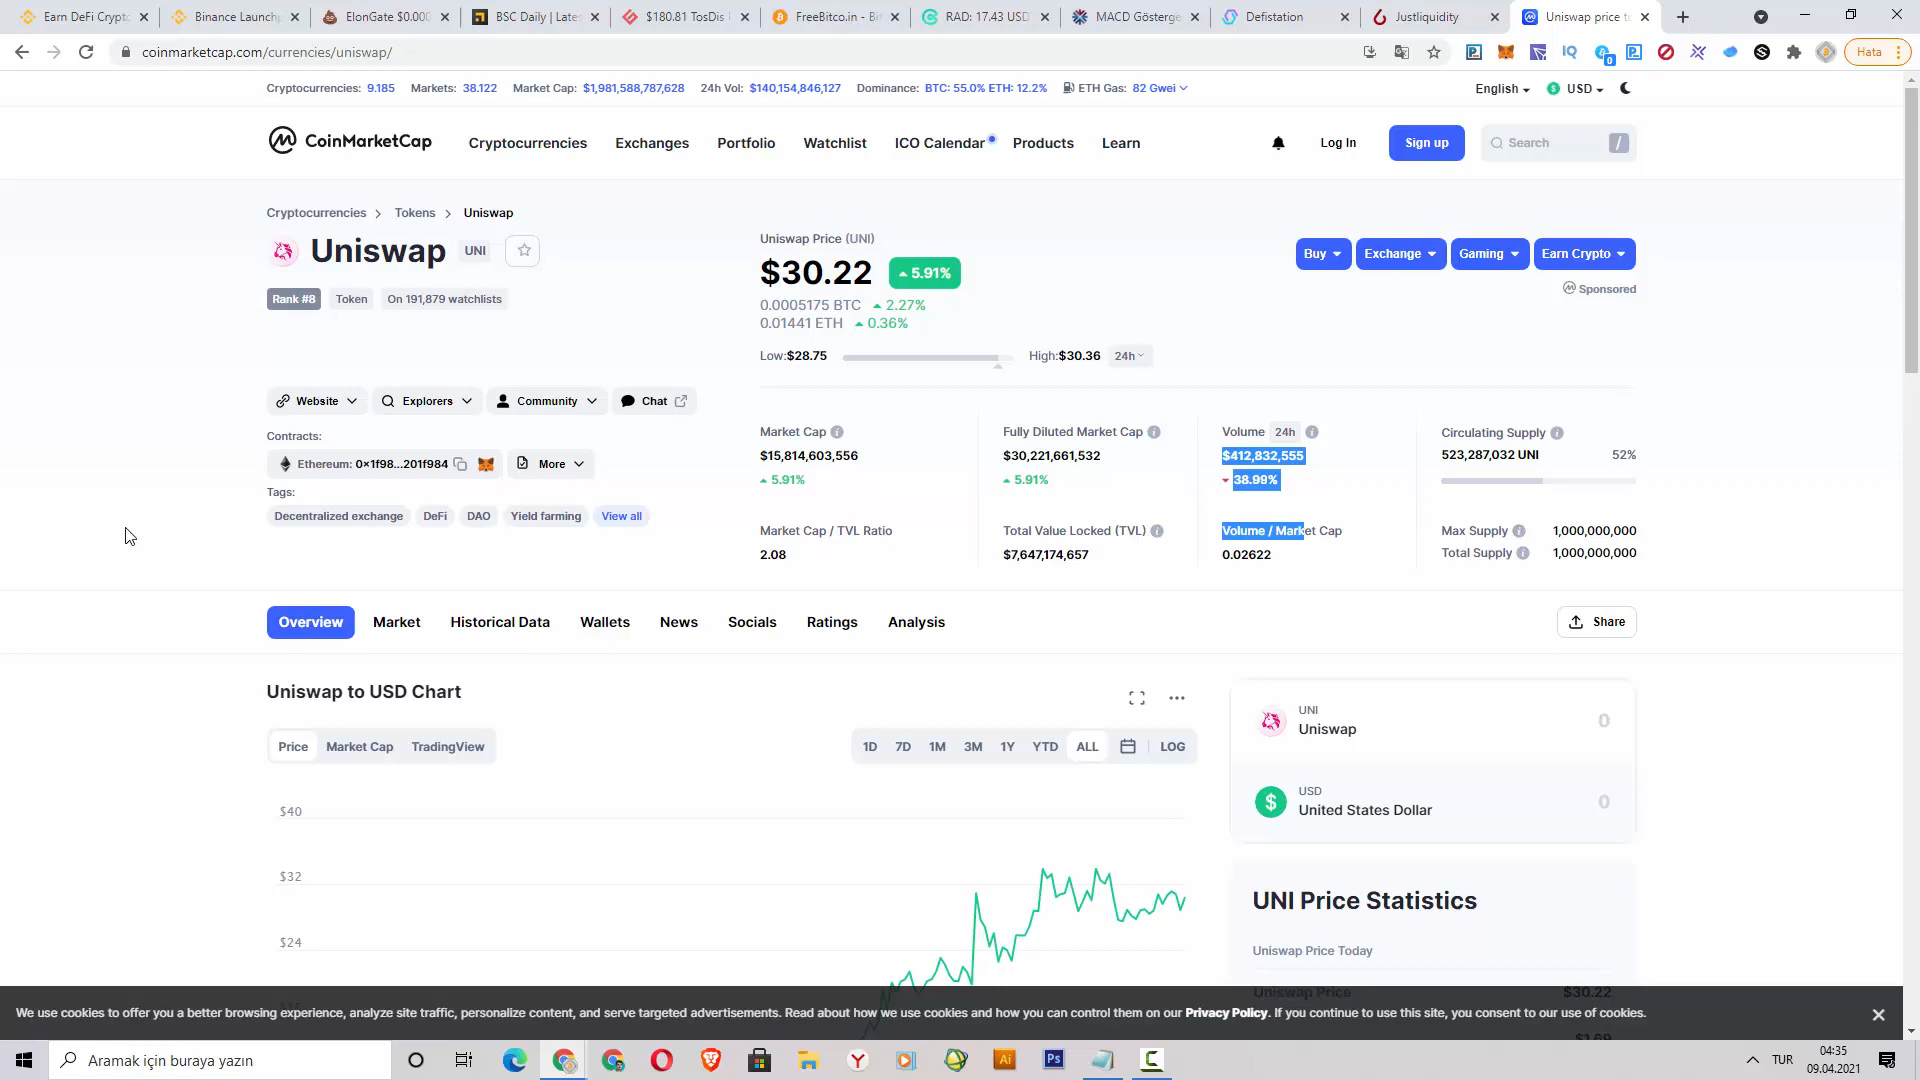 Earn DeFi Crypto
Binance Launch
ElonGate $0.000
BSC Daily | Late
$180.81 TosDis
FreeBitco.in - Bi
RAD: 17.43 USD
MACD Gösterge
Defistation
Justliquidity
Uniswap price to
coinmarketcap.com/currencies/uniswap/
Hata
Cryptocurrencies: 9.185 Markets: 38.122 Market Cap: $1,981,588,787,628 24h Vol: $140,154,846,127 Dominance: BTC: 55.0% ETH: 12.2% ETH Gas: 82 Gwei
English USD
CoinMarketCap
Cryptocurrencies Exchanges Portfolio Watchlist ICO Calendar Products Learn
Log In Sign up Search /
Cryptocurrencies > Tokens > Uniswap
Uniswap UNI
Rank #8 Token On 191,879 watchlists
Uniswap Price (UNI)
$30.22 5.91%
0.0005175 BTC 2.27%
0.01441 ETH 0.36%
Low:$28.75 High:$30.36 24h
Buy Exchange Gaming Earn Crypto
Sponsored
Website Explorers Community Chat
Contracts:
Ethereum: 0x1f98...201f984 More
Tags:
Decentralized exchange DeFi DAO Yield farming View all
Market Cap
$15,814,603,556
5.91%
Market Cap / TVL Ratio
2.08
Fully Diluted Market Cap
$30,221,661,532
5.91%
Total Value Locked (TVL)
$7,647,174,657
Volume 24h
$412,832,555
38.99%
Volume / Market Cap
0.02622
Circulating Supply
523,287,032 UNI 52%
Max Supply 1,000,000,000
Total Supply 1,000,000,000
Overview Market Historical Data Wallets News Socials Ratings Analysis
Share
Uniswap to USD Chart
Price Market Cap TradingView
1D 7D 1M 3M 1Y YTD ALL LOG
$40
$32
$24
UNI
Uniswap 0
USD
United States Dollar 0
UNI Price Statistics
Uniswap Price Today
Uniswap Price $30.22
$1.69
We use cookies to offer you a better browsing experience, analyze site traffic, personalize content, and serve targeted advertisements. Read about how we use cookies and how you can control them on our Privacy Policy. If you continue to use this site, you consent to our use of cookies.
Aramak için buraya yazın
TUR
04:35
09.04.2021